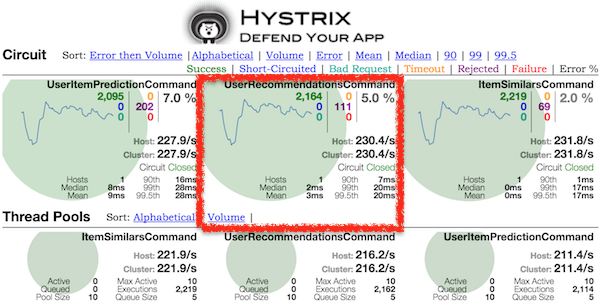 HYSTRIX
DEFEND YOUR APP
Circuit Sort: Error then Volume | Alphabetical | Volume | Error | Mean | Median | 90 | 99 | 99.5
Success | Short-Circuited | Bad Request | Timeout | Rejected | Failure | Error %
UserItemPredictionCommand
2,095 0 7.0 %
0 202
0 0
Host: 227.9/s
Cluster: 227.9/s
Circuit Closed
Hosts 1 90th 16ms
Median 8ms 99th 28ms
Mean 9ms 99.5th 28ms
UserRecommendationsCommand
2,164 0 5.0 %
0 111
0 0
Host: 230.4/s
Cluster: 230.4/s
Circuit Closed
Hosts 1 90th 7ms
Median 2ms 99th 20ms
Mean 3ms 99.5th 20ms
ItemSimilarsCommand
2,219 0 2.0 %
0 69
0 0
Host: 231.8/s
Cluster: 231.8/s
Circuit Closed
Hosts 1 90th 1ms
Median 0ms 99th 15ms
Mean 0ms 99.5th 17ms
Thread Pools Sort: Alphabetical | Volume |
ItemSimilarsCommand
Host: 221.9/s
Cluster: 221.9/s
Active 0 Max Active 10
Queued 0 Executions 2,219
Pool Size 10 Queue Size 5
UserRecommendationsCommand
Host: 216.2/s
Cluster: 216.2/s
Active 0 Max Active 10
Queued 0 Executions 2,162
Pool Size 10 Queue Size 5
UserItemPredictionCommand
Host: 211.4/s
Cluster: 211.4/s
Active 0 Max Active 10
Queued 0 Executions 2,114
Pool Size 10 Queue Size 5